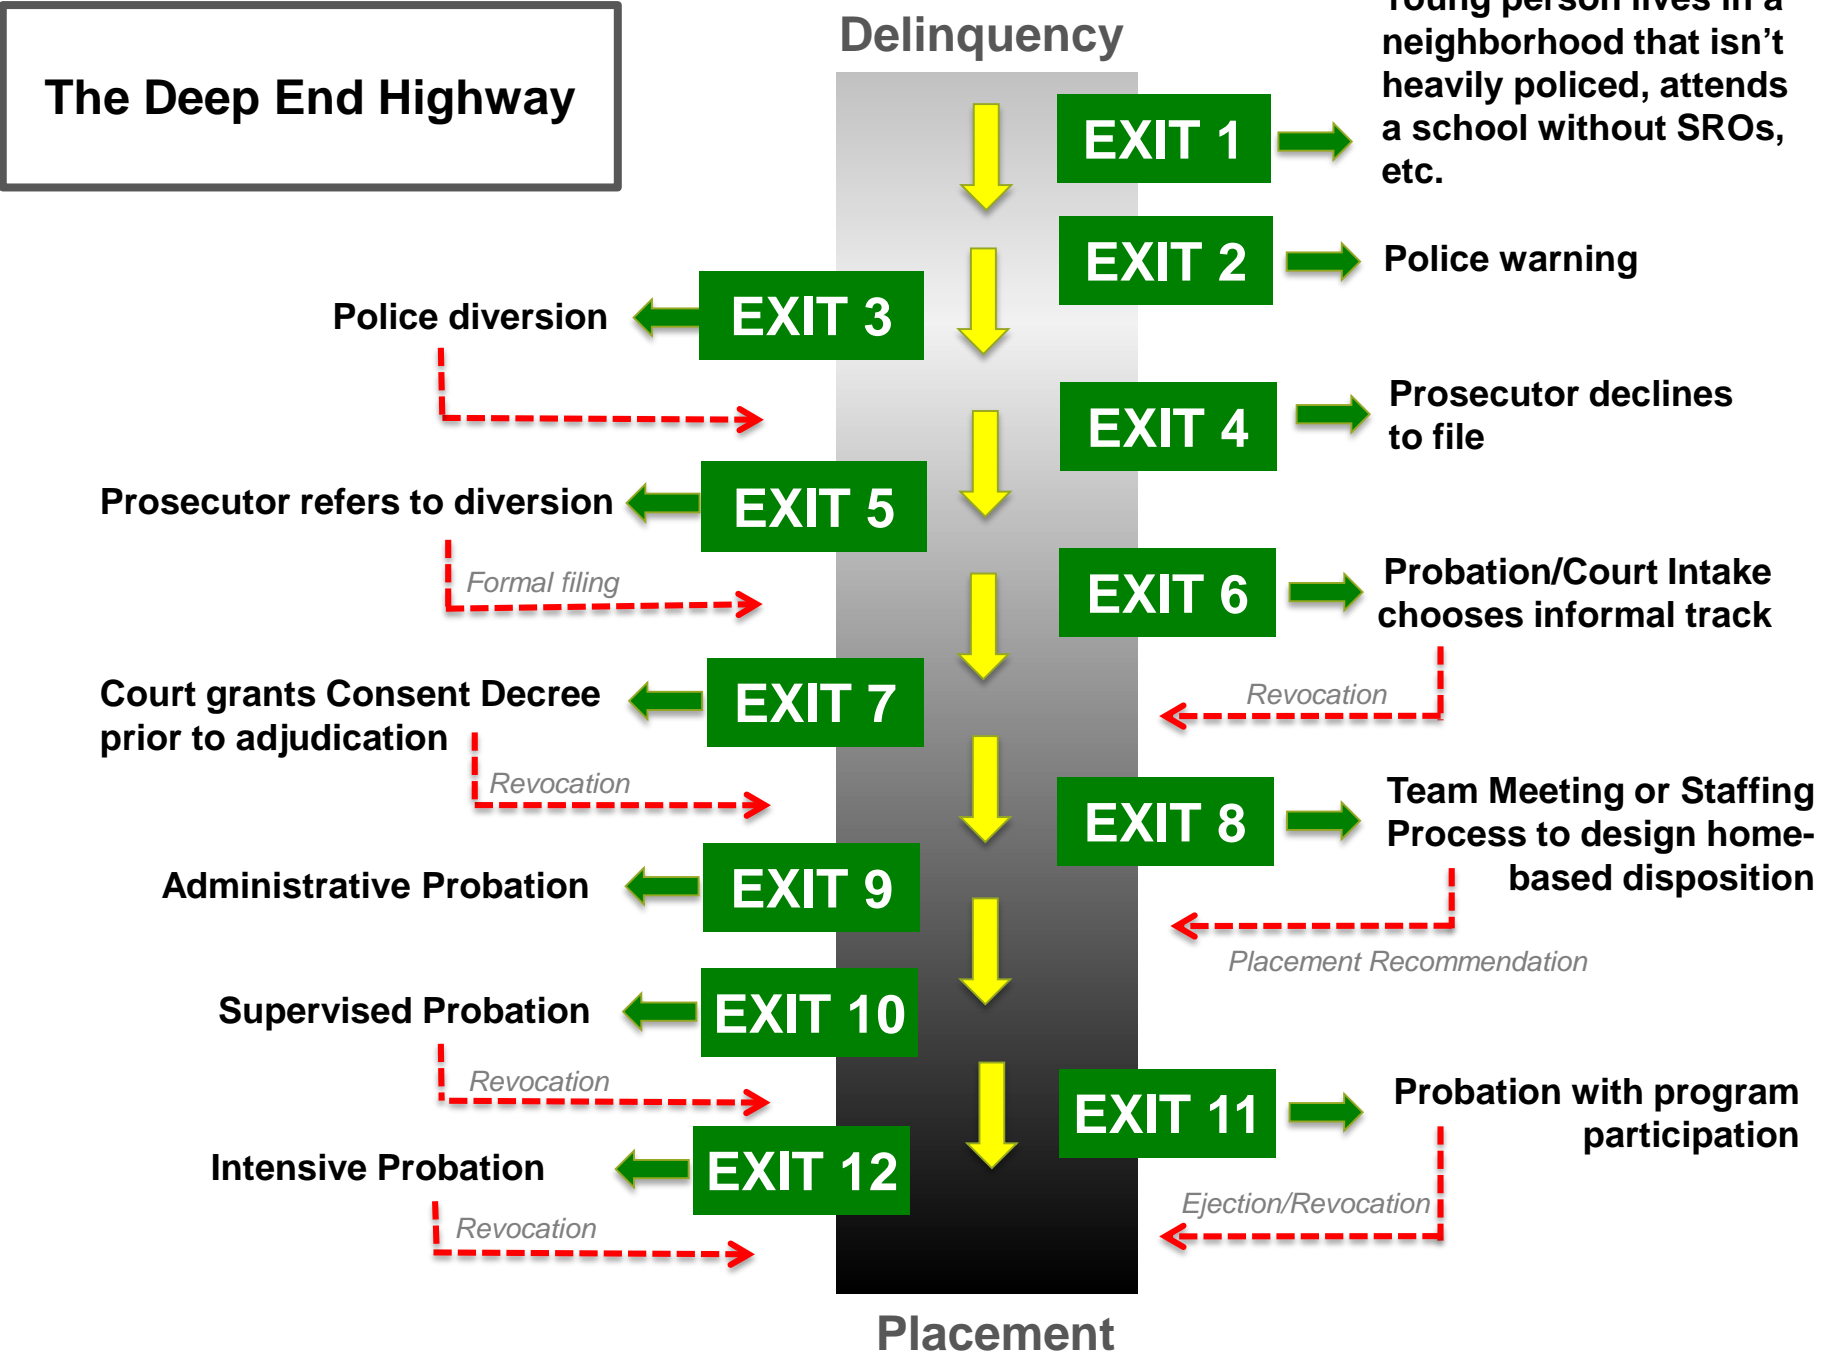 The Deep End Highway
Delinquency
Young person lives in a
neighborhood that isn't
heavily policed, attends
a school without SROs,
etc.
EXIT 1
EXIT 2
Police warning
EXIT 3
Police diversion
EXIT 4
Prosecutor declines
to file
EXIT 5
Prosecutor refers to diversion
Formal filing
EXIT 6
Probation/Court Intake
chooses informal track
Revocation
EXIT 7
Court grants Consent Decree
prior to adjudication
Revocation
EXIT 8
Team Meeting or Staffing
Process to design home-
based disposition
Placement Recommendation
EXIT 9
Administrative Probation
EXIT 10
Supervised Probation
Revocation
EXIT 11
Probation with program
participation
Ejection/Revocation
EXIT 12
Intensive Probation
Revocation
Placement